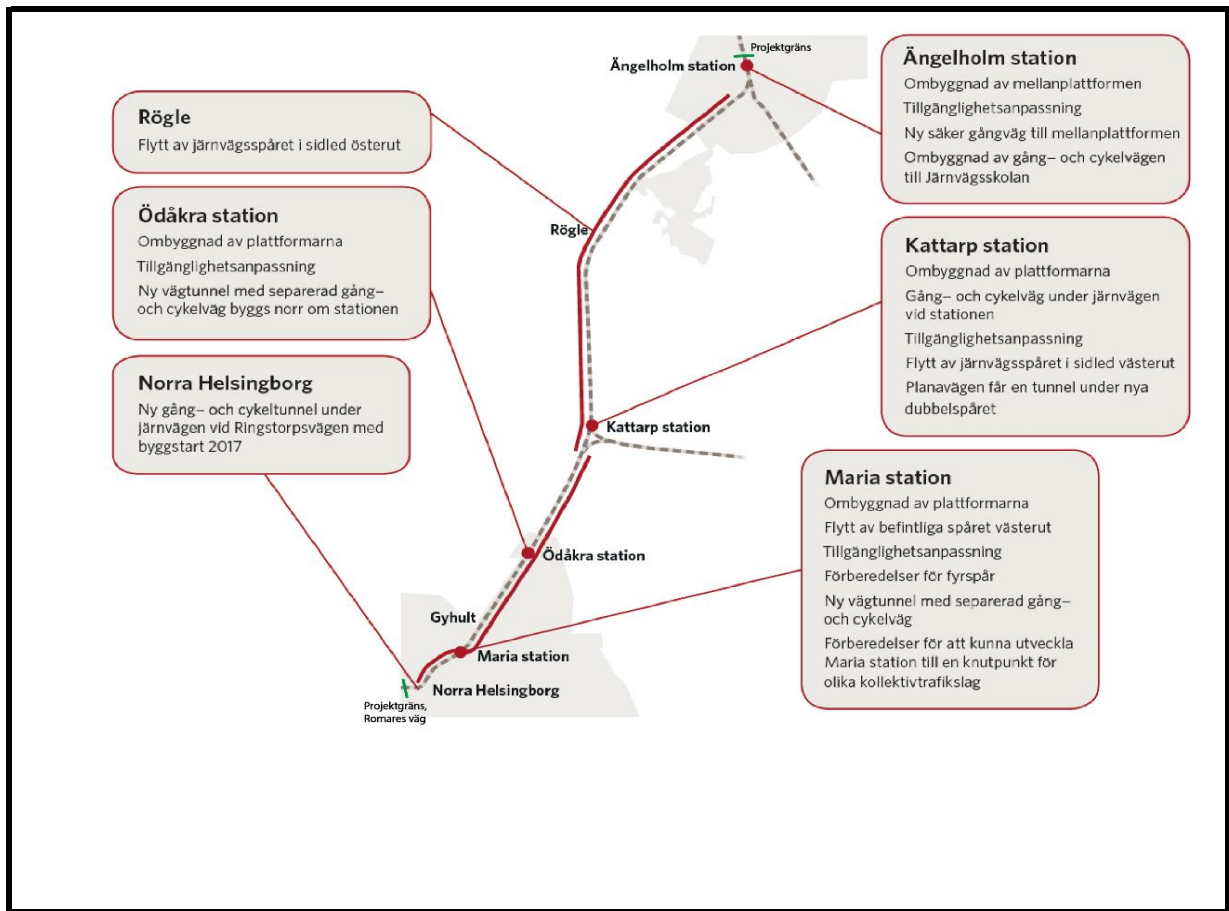 Projektgräns
Ängelholm station
Rögle
Kattarp station
Ödåkra station
Gyhult
Maria station
Norra Helsingborg
Projektgräns,
Romares väg
Rögle
Flytt av järnvägsspåret i sidled österut
Ödåkra station
Ombyggnad av plattformarna
Tillgänglighetsanpassning
Ny vägtunnel med separerad gång–
och cykelväg byggs norr om stationen
Norra Helsingborg
Ny gång– och cykeltunnel under
järnvägen vid Ringstorpsvägen med
byggstart 2017
Ängelholm station
Ombyggnad av mellanplattformen
Tillgänglighetsanpassning
Ny säker gångväg till mellanplattformen
Ombyggnad av gång– och cykelvägen
till Järnvägsskolan
Kattarp station
Ombyggnad av plattformarna
Gång– och cykelväg under järnvägen
vid stationen
Tillgänglighetsanpassning
Flytt av järnvägsspåret i sidled västerut
Planavägen får en tunnel under nya
dubbelspåret
Maria station
Ombyggnad av plattformarna
Flytt av befintliga spåret västerut
Tillgänglighetsanpassning
Förberedelser för fyrspår
Ny vägtunnel med separerad gång–
och cykelväg
Förberedelser för att kunna utveckla
Maria station till en knutpunkt för
olika kollektivtrafikslag